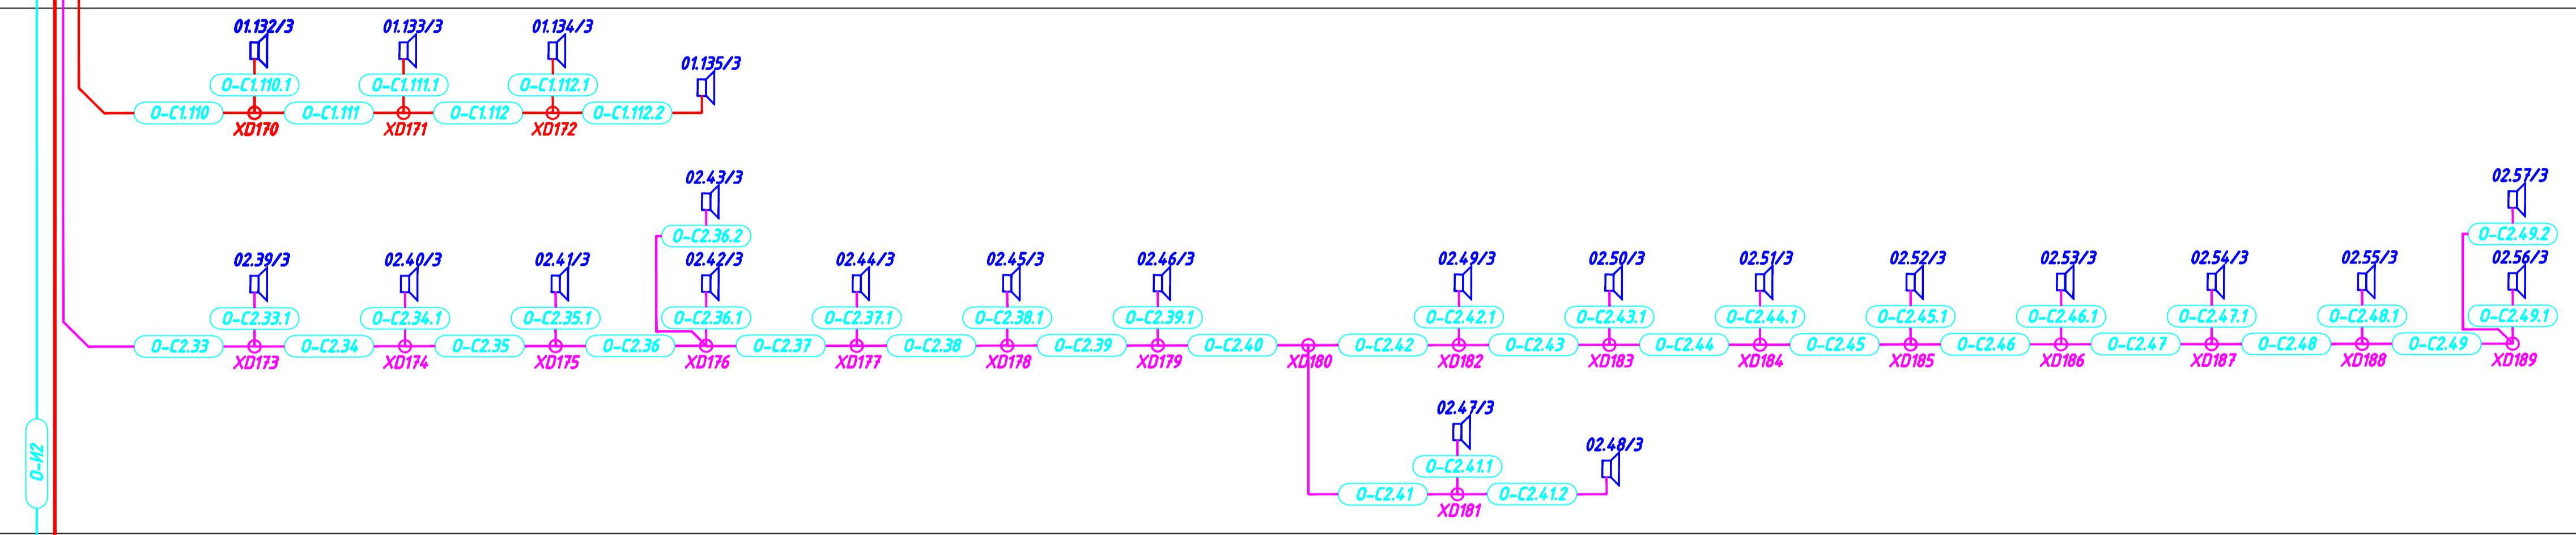 01.132/3 01.133/3 01.134/3
01.135/3
0-C1.110.1 0-C1.111.1 0-C1.112.1
0-C1.110 0-C1.111 0-C1.112 0-C1.112.2
XD170 XD171 XD172
02.43/3 02.57/3
0-C2.36.2 0-C2.49.2
02.39/3 02.40/3 02.41/3 02.42/3 02.44/3 02.45/3 02.46/3 02.49/3 02.50/3 02.51/3 02.52/3 02.53/3 02.54/3 02.55/3 02.56/3
0-C2.33.1 0-C2.34.1 0-C2.35.1 0-C2.36.1 0-C2.37.1 0-C2.38.1 0-C2.39.1 0-C2.42.1 0-C2.43.1 0-C2.44.1 0-C2.45.1 0-C2.46.1 0-C2.47.1 0-C2.48.1 0-C2.49.1
0-C2.33 0-C2.34 0-C2.35 0-C2.36 0-C2.37 0-C2.38 0-C2.39 0-C2.40 0-C2.42 0-C2.43 0-C2.44 0-C2.45 0-C2.46 0-C2.47 0-C2.48 0-C2.49
XD173 XD174 XD175 XD176 XD177 XD178 XD179 XD180 XD182 XD183 XD184 XD185 XD186 XD187 XD188 XD189
02.47/3
02.48/3
0-C2.41.1
0-C2.41 0-C2.41.2
XD181
0-И2